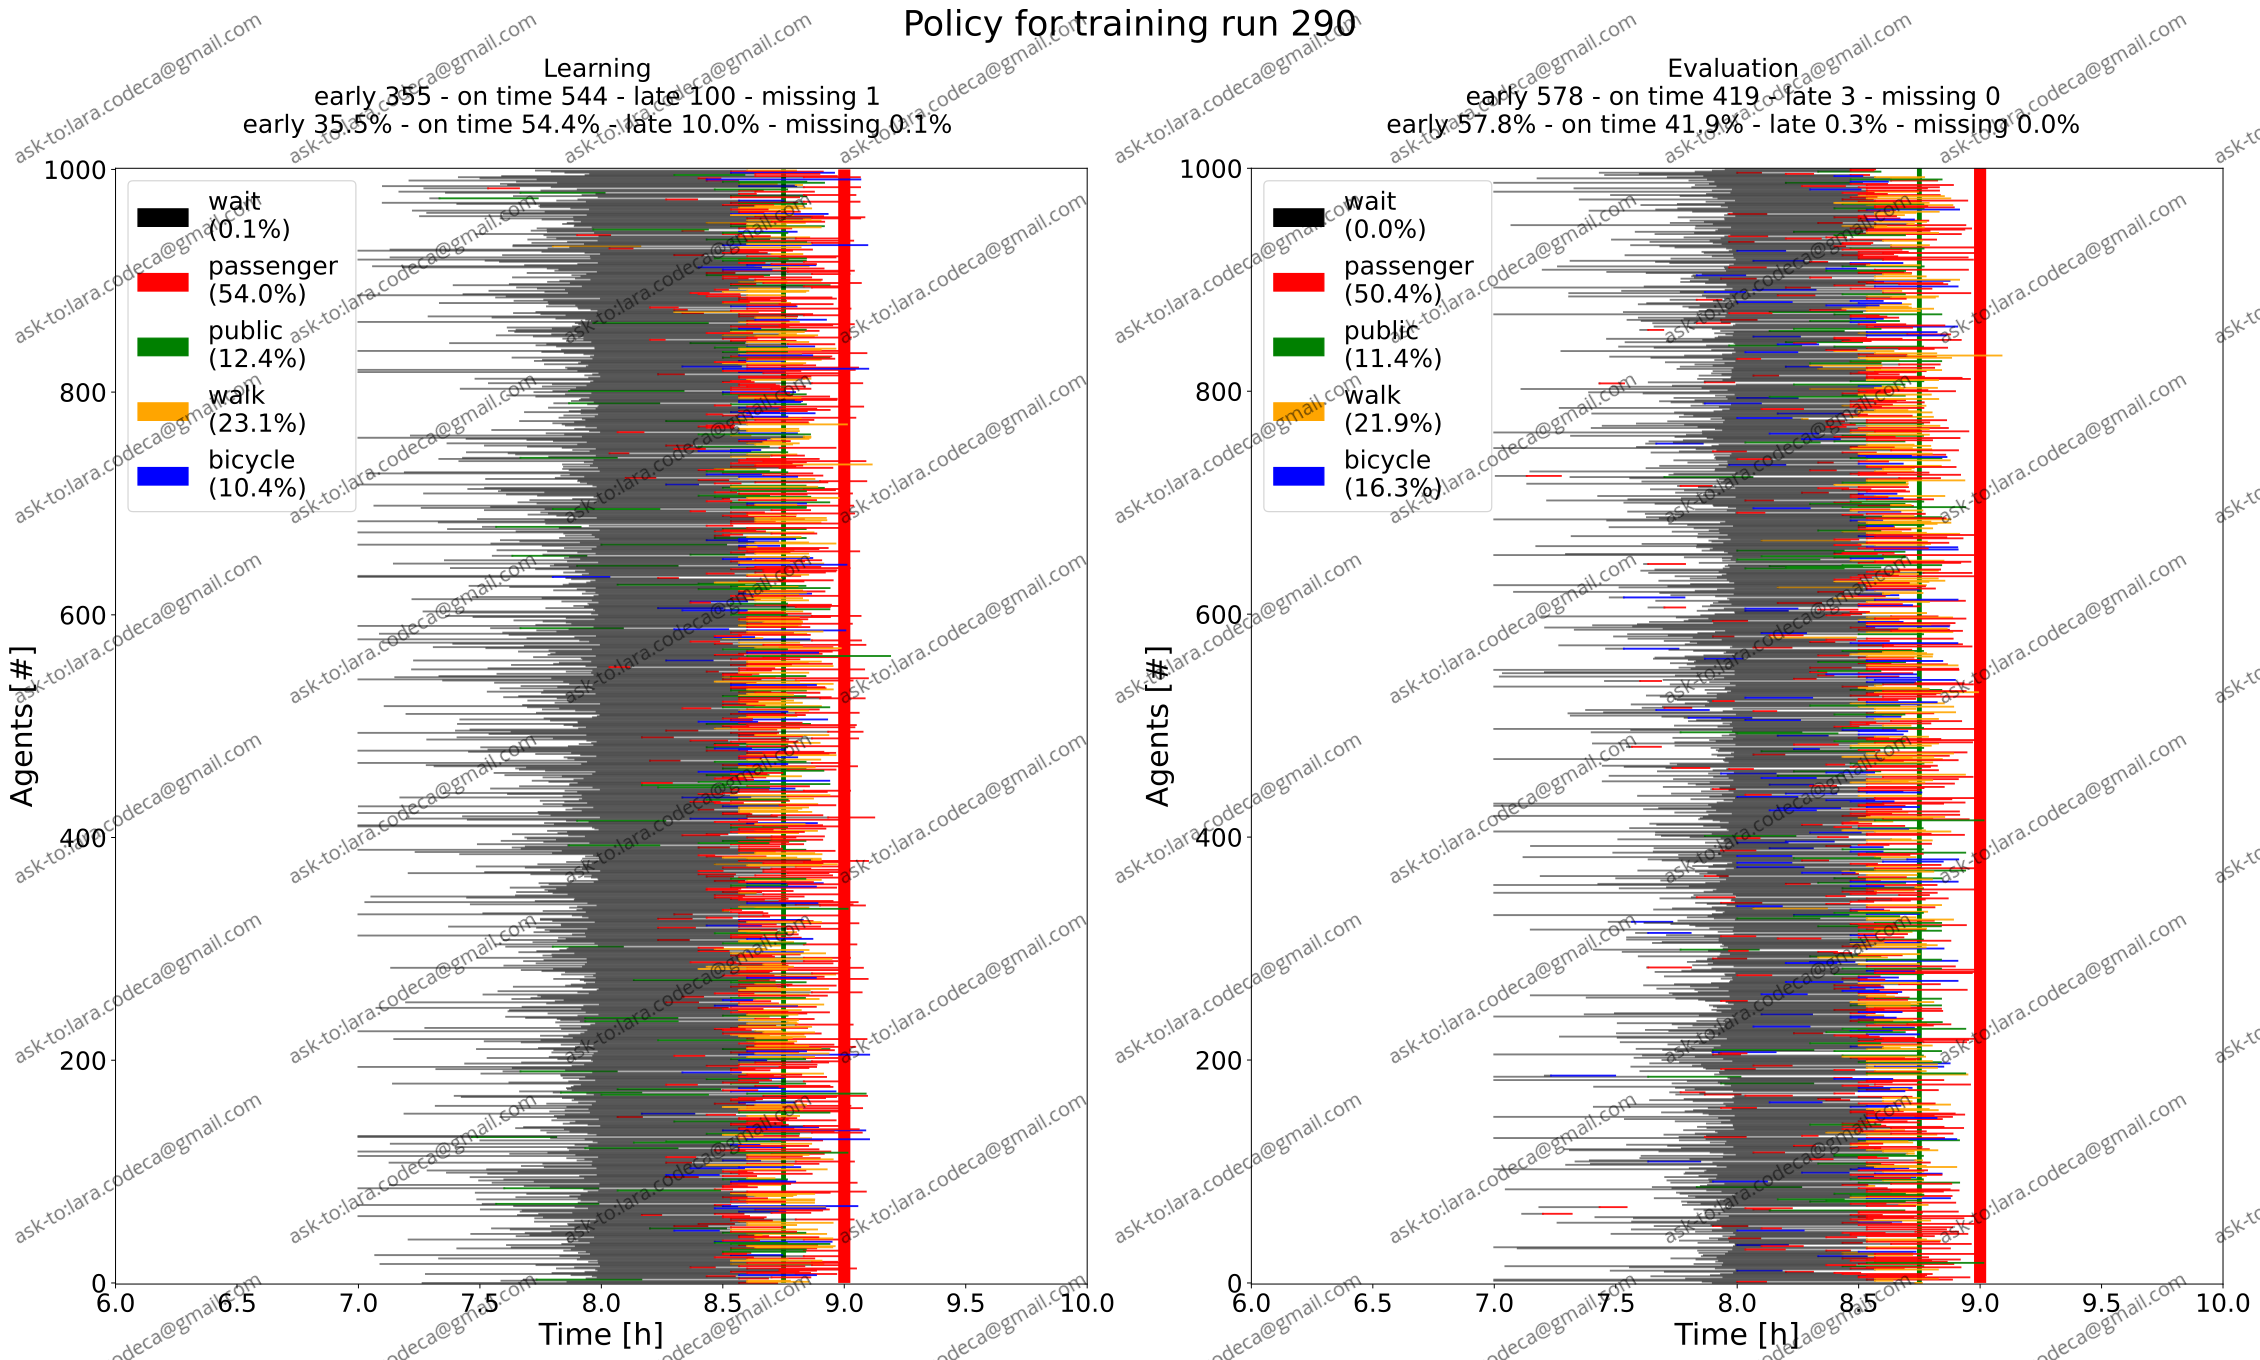 Policy for training run 290
Learning
early 355 - on time 544 - late 100 - missing 1
early 35.5% - on time 54.4% - late 10.0% - missing 0.1%
1000
800
600
400
200
0
Agents [#]
wait
(0.1%)
passenger
(54.0%)
public
(12.4%)
walk
(23.1%)
bicycle
(10.4%)
6.0 6.5 7.0 7.5 8.0 8.5 9.0 9.5 10.0
Time [h]
Evaluation
early 578 - on time 419 - late 3 - missing 0
early 57.8% - on time 41.9% - late 0.3% - missing 0.0%
1000
800
600
400
200
0
Agents [#]
wait
(0.0%)
passenger
(50.4%)
public
(11.4%)
walk
(21.9%)
bicycle
(16.3%)
6.0 6.5 7.0 7.5 8.0 8.5 9.0 9.5 10.0
Time [h]
ask-to:lara.codeca@gmail.com